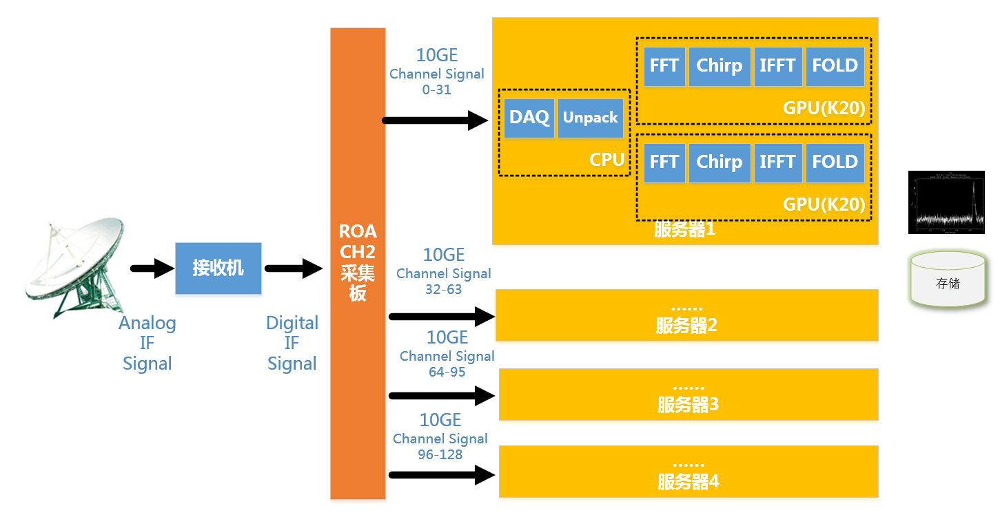 10GE
Channel Signal
0-31
DAQ
Unpack
CPU
FFT
Chirp
IFFT
FOLD
GPU(K20)
FFT
Chirp
IFFT
FOLD
GPU(K20)
服务器1
ROA
CH2
采集
板
接收机
Analog
IF
Signal
Digital
IF
Signal
10GE
Channel Signal
32-63
……
服务器2
10GE
Channel Signal
64-95
……
服务器3
10GE
Channel Signal
96-128
……
服务器4
存储